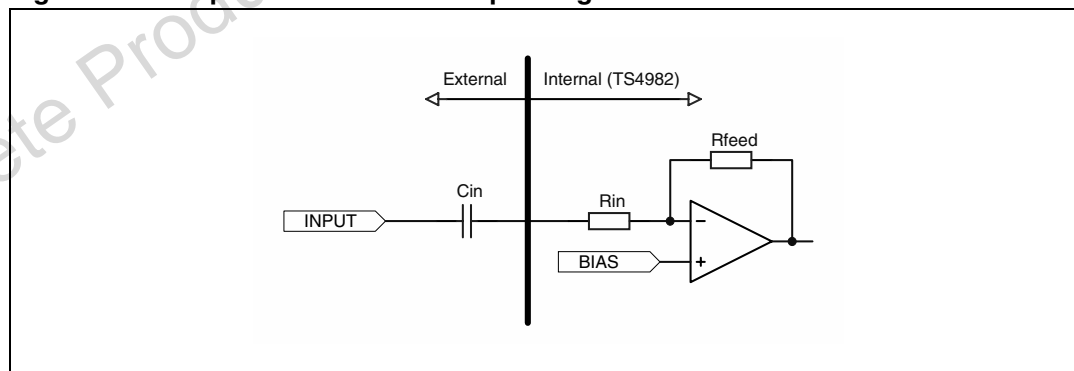 External
Internal (TS4982)
Rfeed
Cin
Rin
INPUT
BIAS
-
+